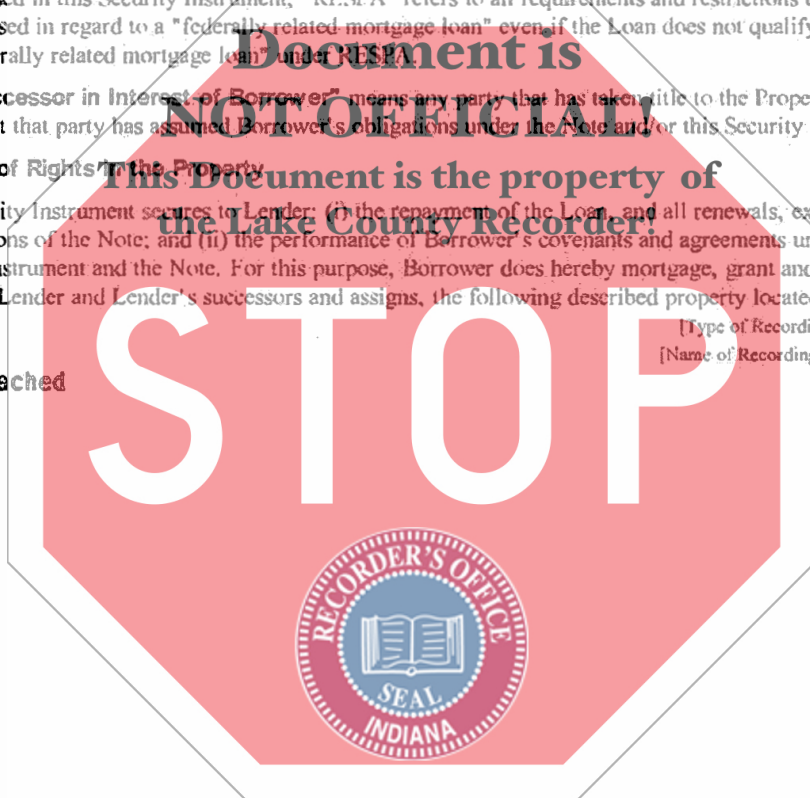 ed in this Security Instrument, "RESPA" refers to all requirements and restrictions
sed in regard to a "federally related mortgage loan" even if the Loan does not qualify
rally related mortgage loan" under RESPA.
Document is
ccessor in Interest of Borrower" means any party that has taken title to the Prope
NOT OFFICIAL!
t that party has assumed Borrower's obligations under the Note and/or this Security
of Rights in the Property
This Document is the property of
the Lake County Recorder!
ity Instrument secures to Lender: (i) the repayment of the Loan, and all renewals, ex
ons of the Note; and (ii) the performance of Borrower's covenants and agreements u
strument and the Note. For this purpose, Borrower does hereby mortgage, grant and
Lender and Lender's successors and assigns, the following described property locate
[Type of Recordi
[Name of Recording
ached
STOP
RECORDER'S OFFICE
SEAL
INDIANA